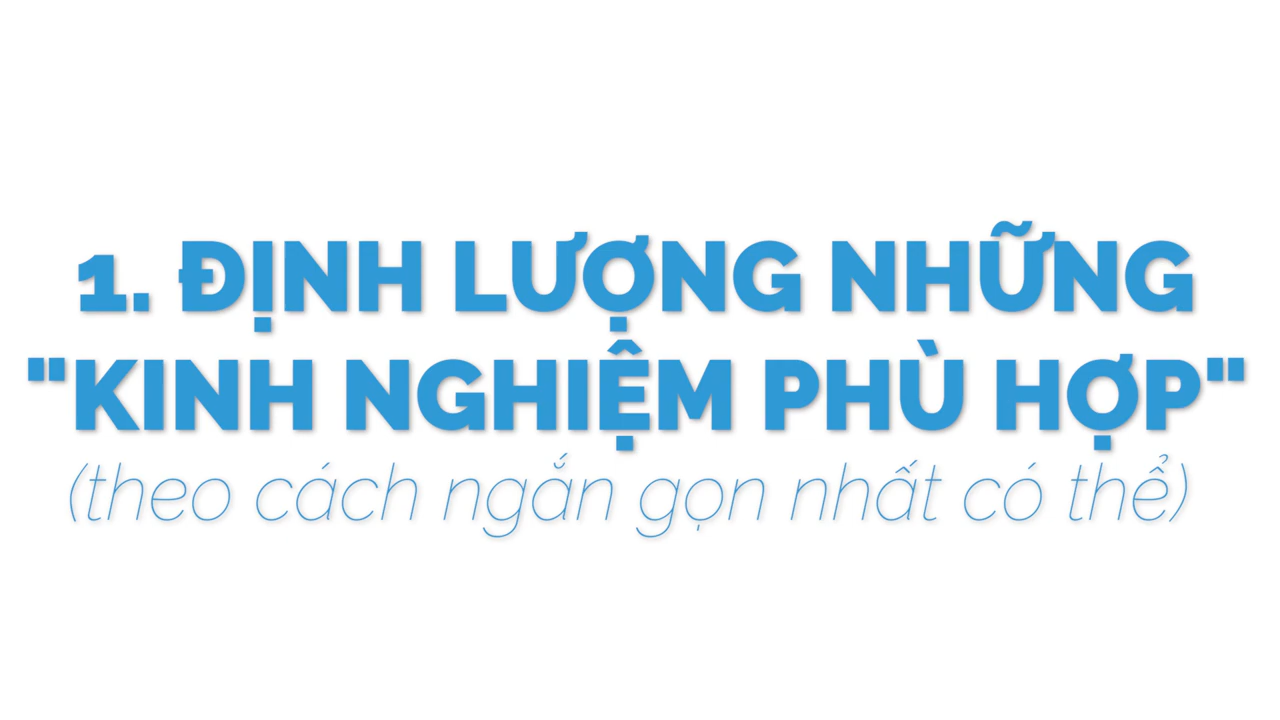 1. ĐỊNH LƯỢNG NHỮNG
"KINH NGHIỆM PHÙ HỢP"
(theo cách ngắn gọn nhất có thể)